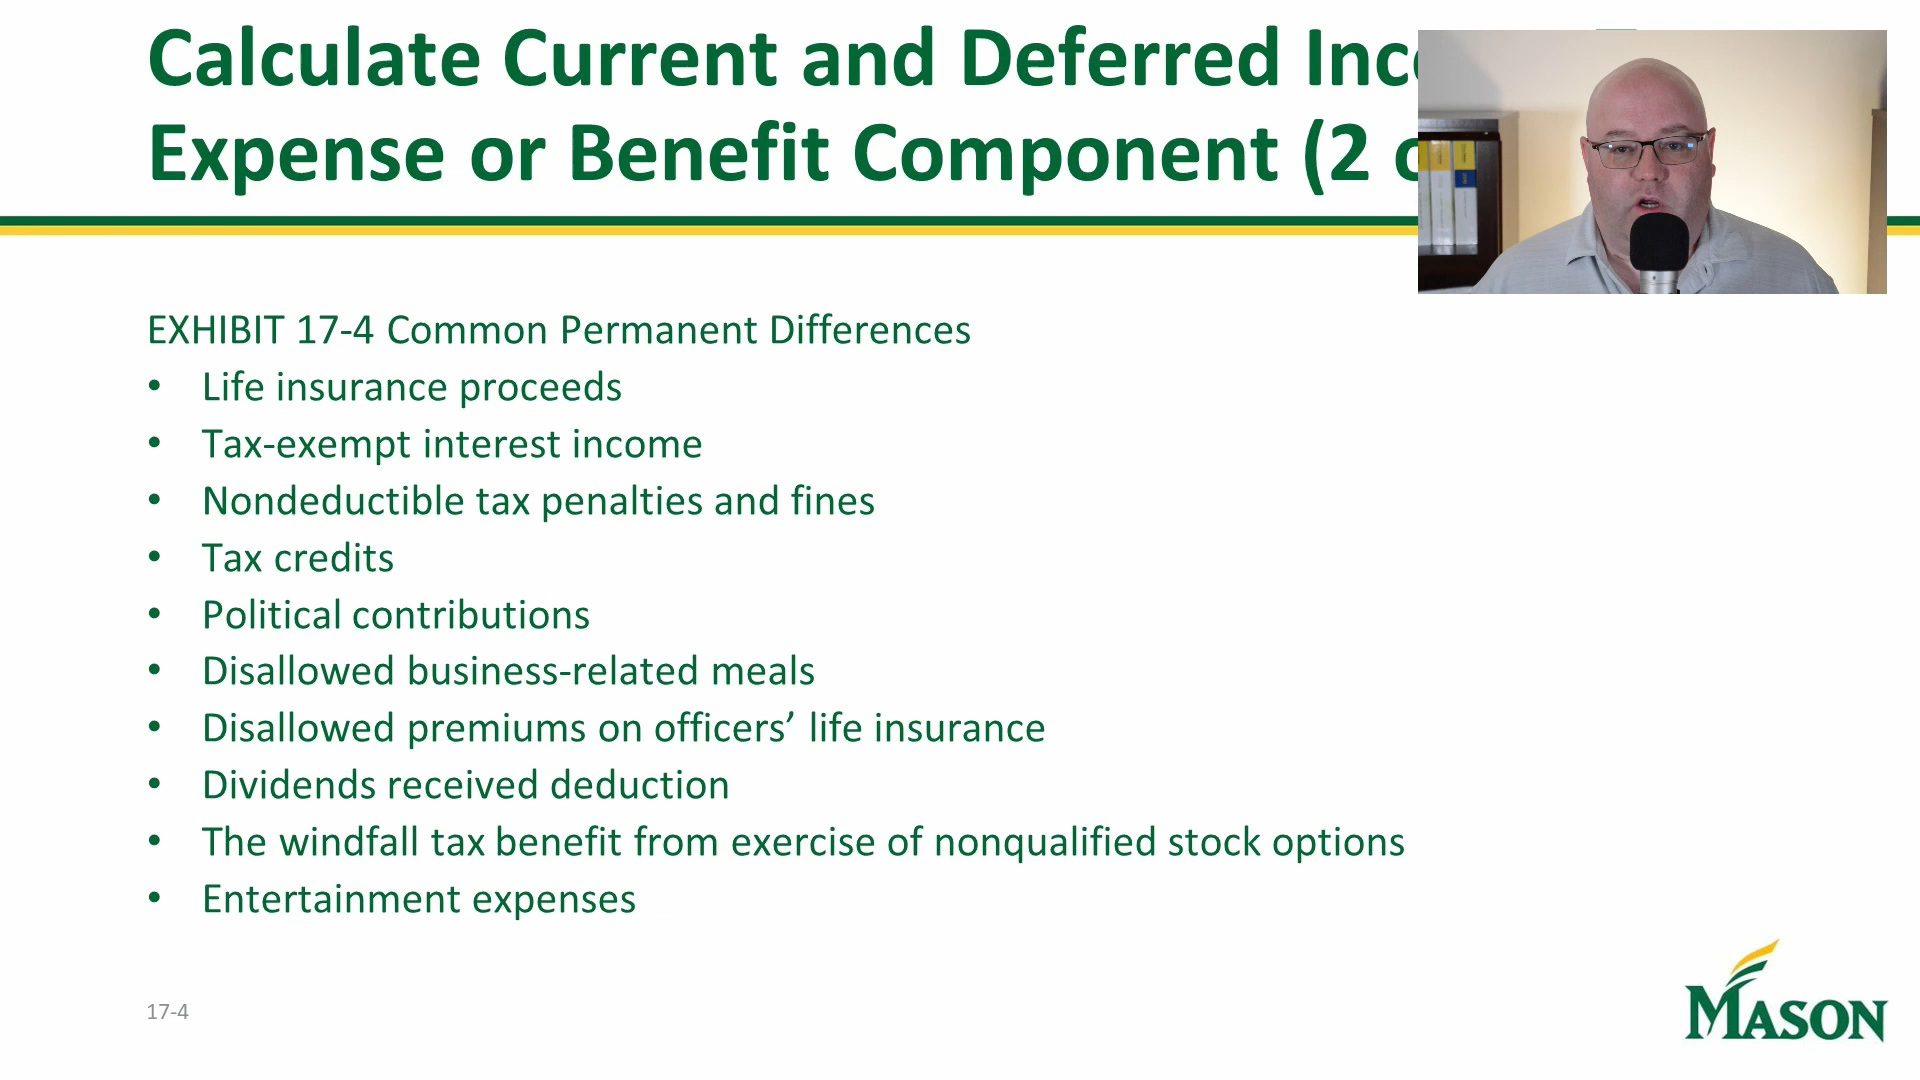 Calculate Current and Deferred
Expense or Benefit Component (2
EXHIBIT 17-4 Common Permanent Differences
• Life insurance proceeds
• Tax-exempt interest income
• Nondeductible tax penalties and fines
• Tax credits
• Political contributions
• Disallowed business-related meals
• Disallowed premiums on officers’ life insurance
• Dividends received deduction
• The windfall tax benefit from exercise of nonqualified stock options
• Entertainment expenses
17-4
MASON